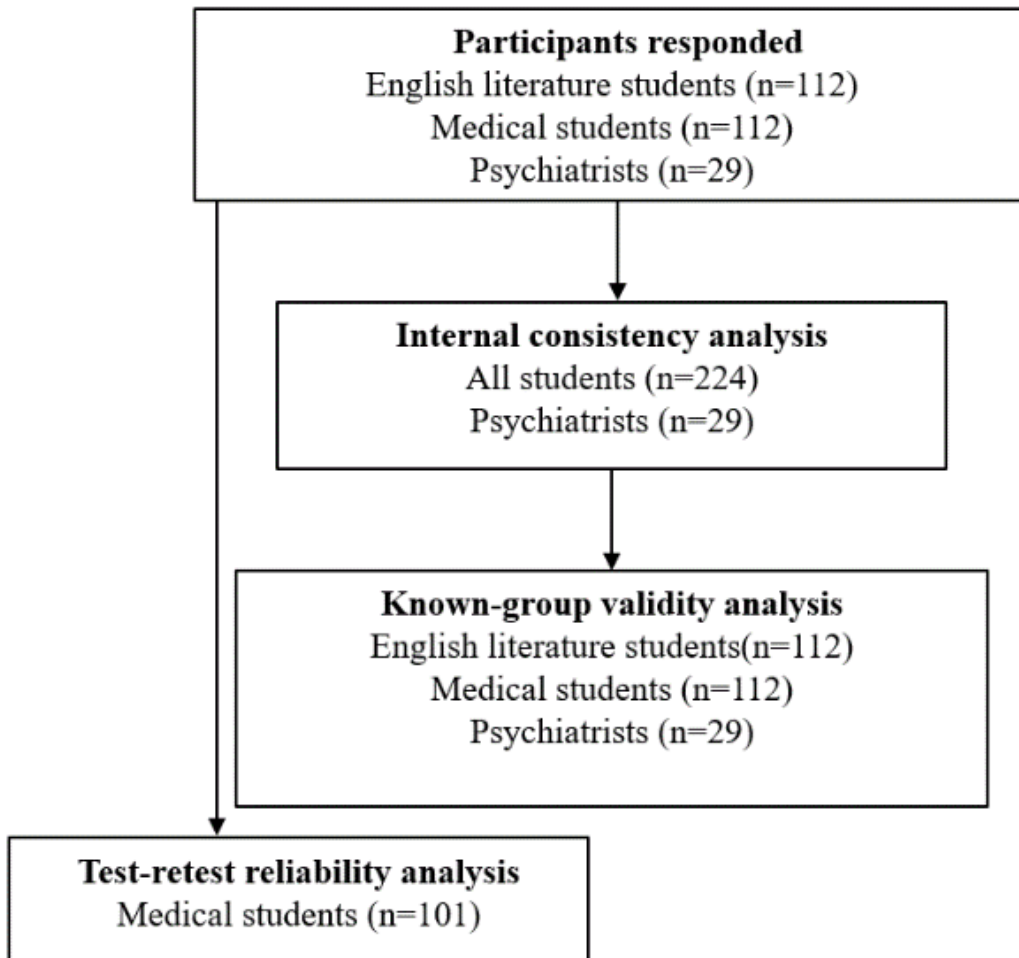 Participants responded
English literature students (n=112)
Medical students (n=112)
Psychiatrists (n=29)
Internal consistency analysis
All students (n=224)
Psychiatrists (n=29)
Known-group validity analysis
English literature students(n=112)
Medical students (n=112)
Psychiatrists (n=29)
Test-retest reliability analysis
Medical students (n=101)